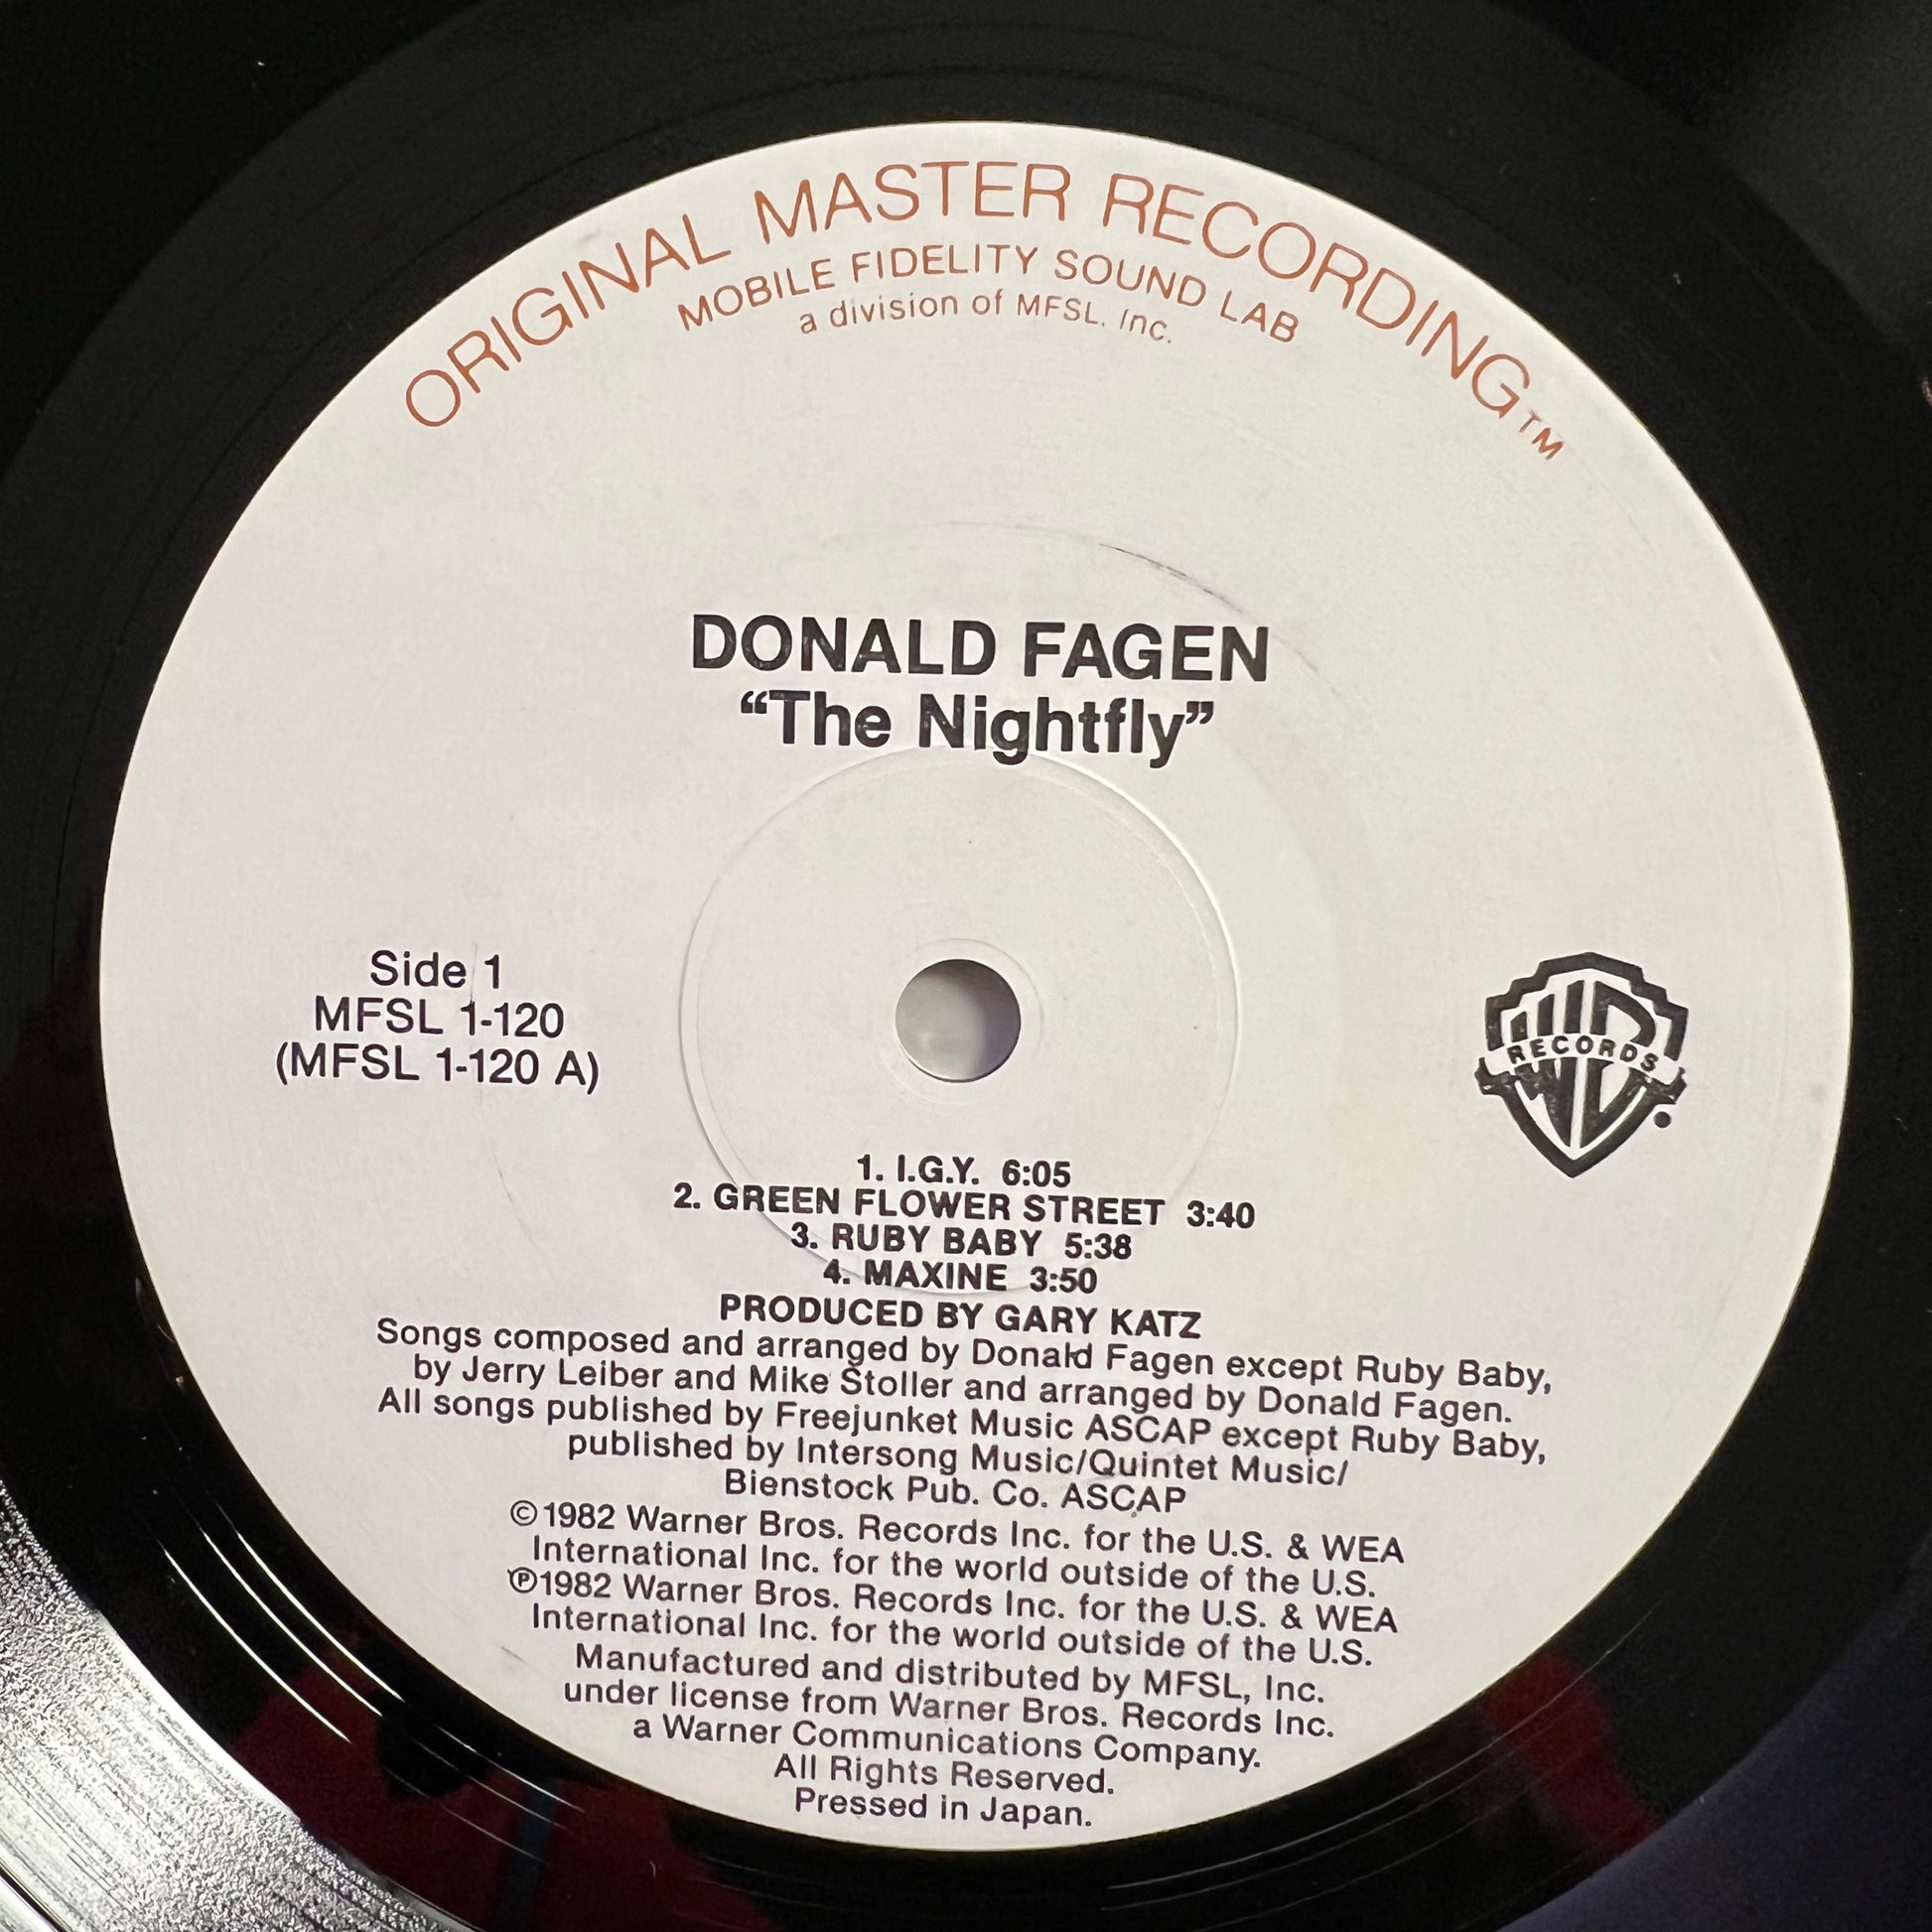 ORIGINAL MASTER RECORDING™
MOBILE FIDELITY SOUND LAB
a division of MFSL, Inc.
DONALD FAGEN
“The Nightfly”
Side 1
MFSL 1-120
(MFSL 1-120 A)
WB
RECORDS
1. I.G.Y. 6:05
2. GREEN FLOWER STREET 3:40
3. RUBY BABY 5:38
4. MAXINE 3:50
PRODUCED BY GARY KATZ
Songs composed and arranged by Donald Fagen except Ruby Baby,
by Jerry Leiber and Mike Stoller and arranged by Donald Fagen.
All songs published by Freejunket Music ASCAP except Ruby Baby,
published by Intersong Music/Quintet Music/
Bienstock Pub. Co. ASCAP
©1982 Warner Bros. Records Inc. for the U.S. & WEA
International Inc. for the world outside of the U.S.
℗1982 Warner Bros. Records Inc. for the U.S. & WEA
International Inc. for the world outside of the U.S.
Manufactured and distributed by MFSL, Inc.
under license from Warner Bros. Records Inc.
a Warner Communications Company.
All Rights Reserved.
Pressed in Japan.